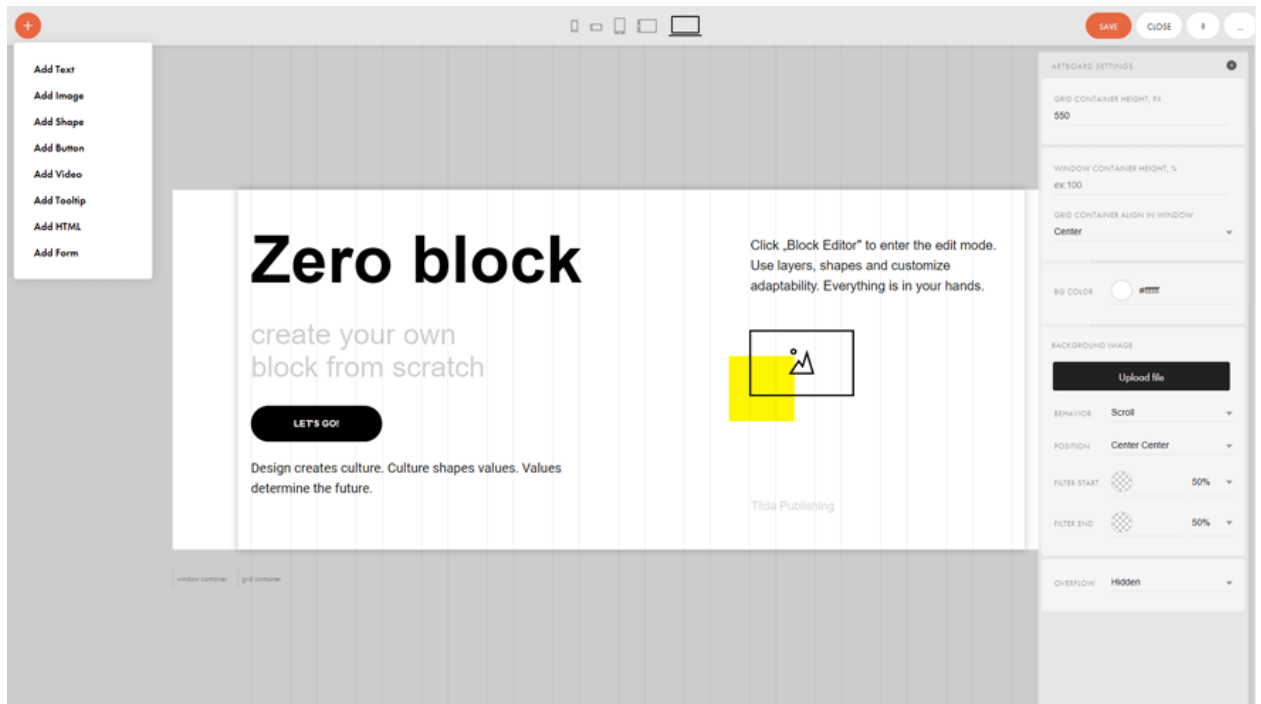 SAVE
CLOSE
?
...
Add Text
Add Image
Add Shape
Add Button
Add Video
Add Tooltip
Add HTML
Add Form
Zero block
create your own
block from scratch
LET'S GO!
Design creates culture. Culture shapes values. Values
determine the future.
Click „Block Editor” to enter the edit mode.
Use layers, shapes and customize
adaptability. Everything is in your hands.
Tilda Publishing
window container
grid container
ARTBOARD SETTINGS
GRID CONTAINER HEIGHT, PX
550
WINDOW CONTAINER HEIGHT, %
ex:100
GRID CONTAINER ALIGN IN WINDOW
Center
BG COLOR #ffffff
BACKGROUND IMAGE
Upload file
BEHAVIOR Scroll
POSITION Center Center
FILTER START 50%
FILTER END 50%
OVERFLOW Hidden